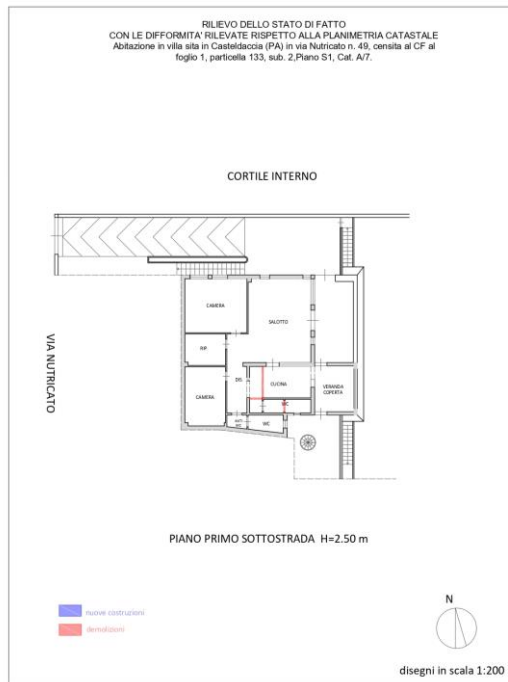 RILIEVO DELLO STATO DI FATTO
CON LE DIFFORMITA' RILEVATE RISPETTO ALLA PLANIMETRIA CATASTALE
Abitazione in villa sita in Casteldaccia (PA) in via Nutricato n. 49, censita al CF al
foglio 1, particella 133, sub. 2,Piano S1, Cat. A/7.
CORTILE INTERNO
VIA NUTRICATO
CAMERA
SALOTTO
RIP.
DIS.
CUCINA
CAMERA
VERANDA
COPERTA
WC
WC
PIANO PRIMO SOTTOSTRADA H=2.50 m
nuove costruzioni
demolizioni
N
disegni in scala 1:200